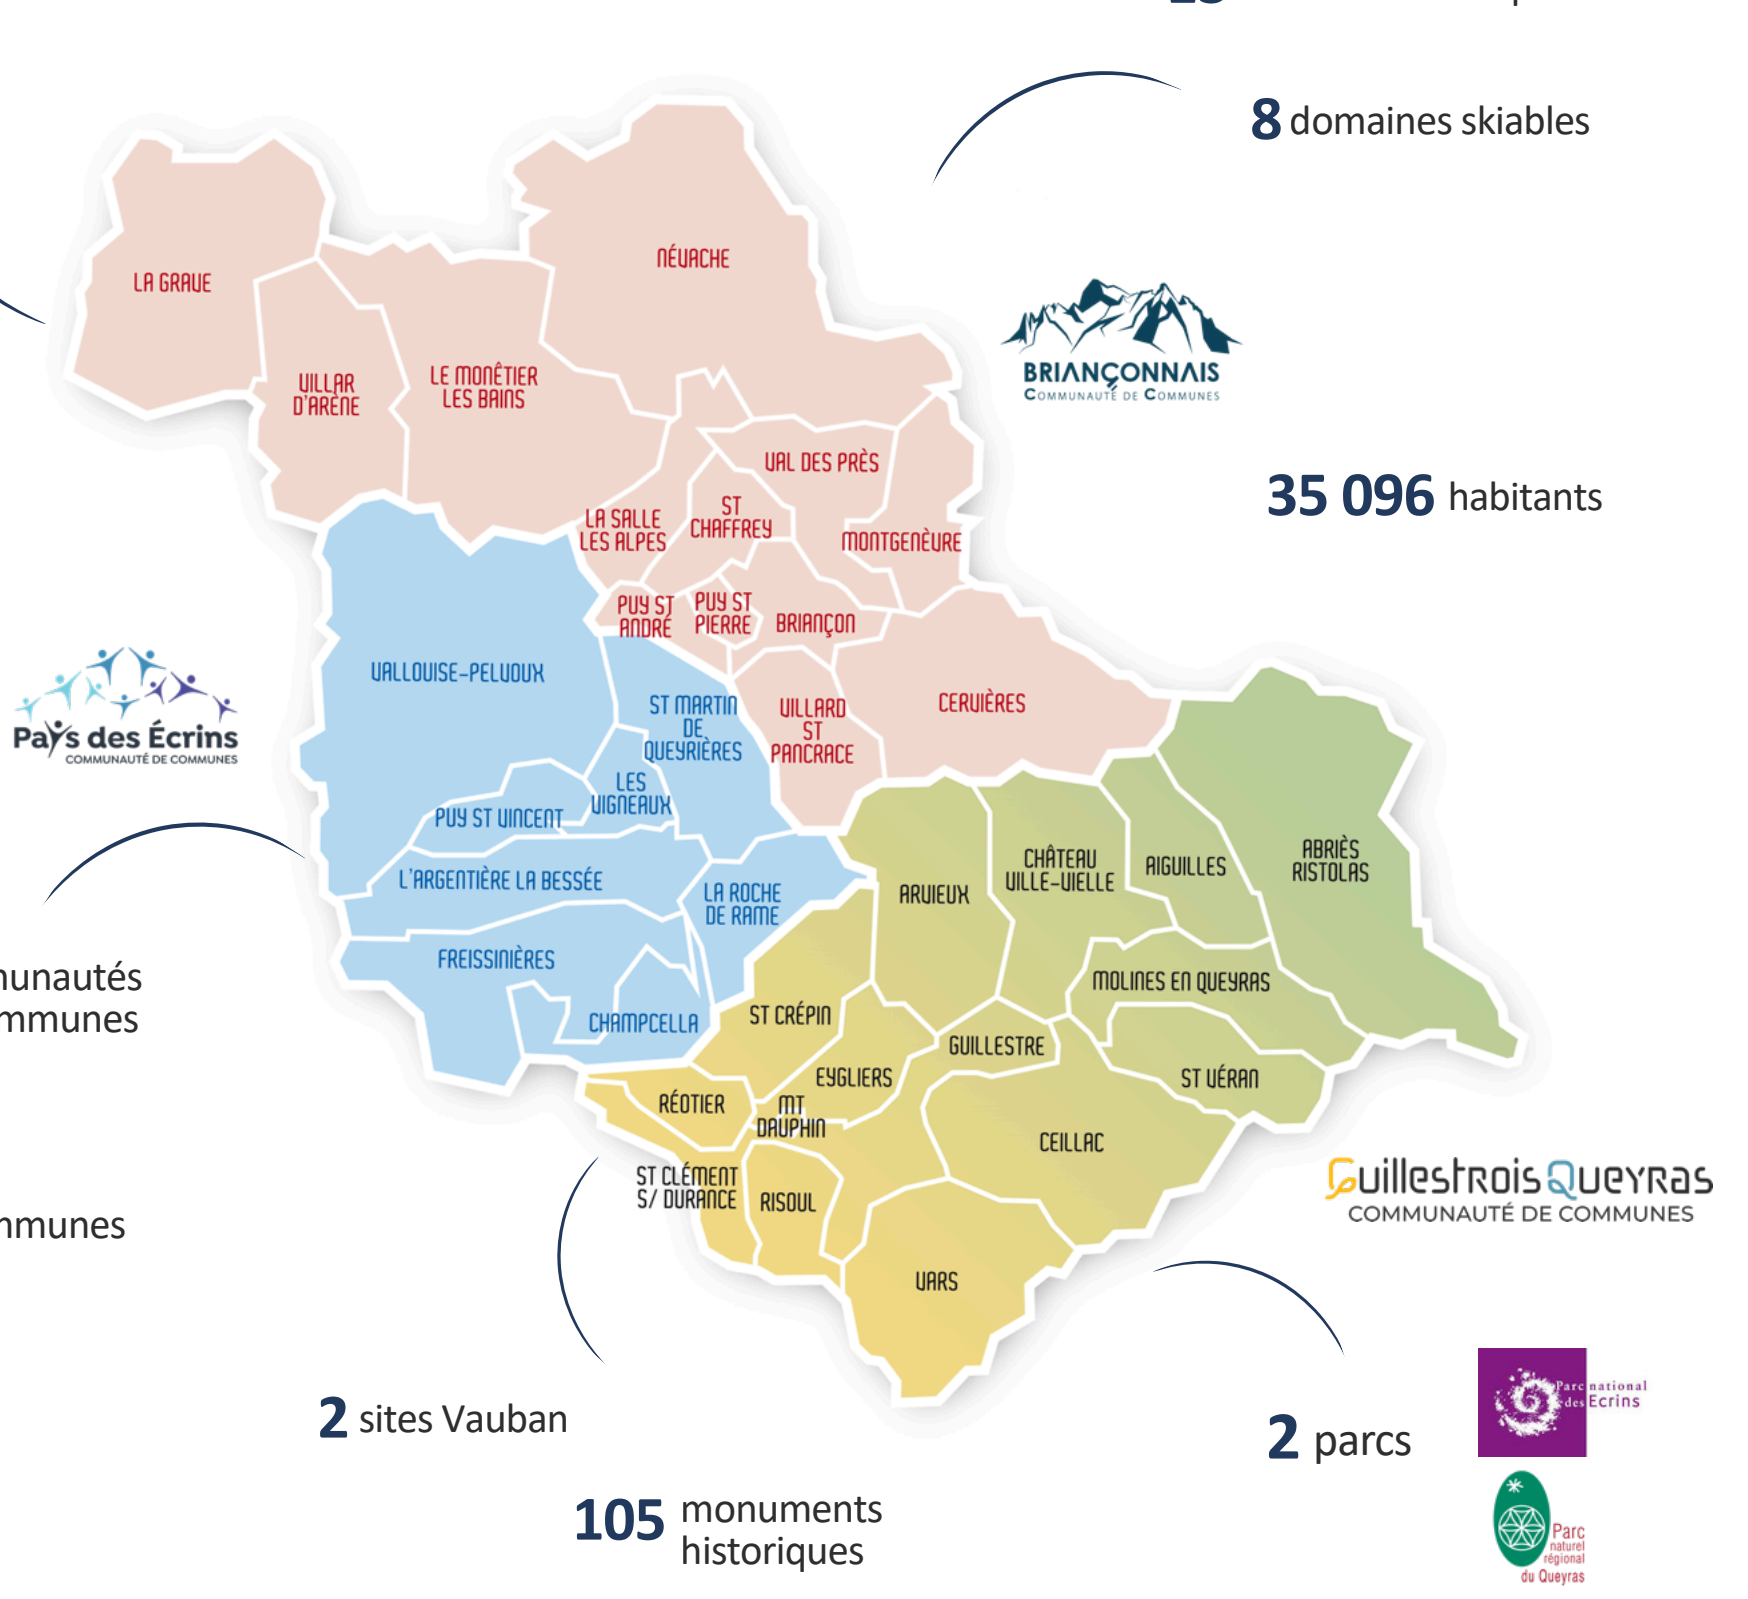 8 domaines skiables
NÉVACHE
LA GRAVE
BRIANÇONNAIS
COMMUNAUTÉ DE COMMUNES
VILLAR
D'ARÈNE
LE MONÊTIER
LES BAINS
VAL DES PRÈS
35 096 habitants
ST
CHAFFREY
LA SALLE
LES ALPES
MONTGENÈVRE
PUY ST
ANDRÉ
PUY ST
PIERRE
BRIANÇON
VALLOUISE-PELVOUX
ST MARTIN
DE
QUEYRIÈRES
VILLARD
ST
PANCRACE
CERVIÈRES
Pays des Écrins
COMMUNAUTÉ DE COMMUNES
LES
VIGNEAUX
PUY ST VINCENT
L'ARGENTIÈRE LA BESSÉE
LA ROCHE
DE RAME
ARVIEUX
CHÂTEAU
VILLE-VIELLE
AIGUILLES
ABRIÈS
RISTOLAS
FREISSINIÈRES
MOLINES EN QUEYRAS
munautés
mmunes
CHAMPCELLA
ST CRÉPIN
GUILLESTRE
EYGLIERS
ST VÉRAN
RÉOTIER
MT
DAUPHIN
CEILLAC
ST CLÉMENT
S/ DURANCE
RISOUL
Guillestrois Queyras
COMMUNAUTÉ DE COMMUNES
mmunes
VARS
2 sites Vauban
2 parcs
Parc national
des Ecrins
105 monuments
historiques
Parc
naturel
régional
du Queyras